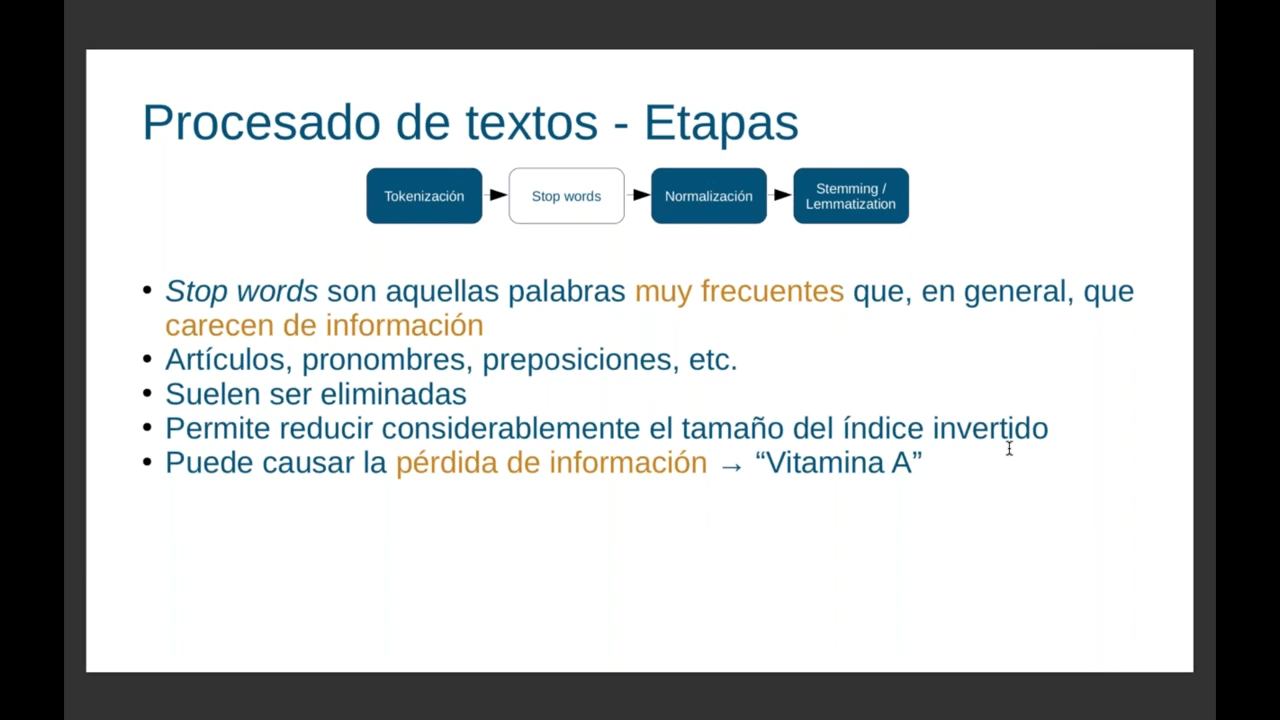 Procesado de textos - Etapas
Tokenización
Stop words
Normalización
Stemming /
Lemmatization
• Stop words son aquellas palabras muy frecuentes que, en general, que
carecen de información
• Artículos, pronombres, preposiciones, etc.
• Suelen ser eliminadas
• Permite reducir considerablemente el tamaño del índice invertido
• Puede causar la pérdida de información → “Vitamina A”